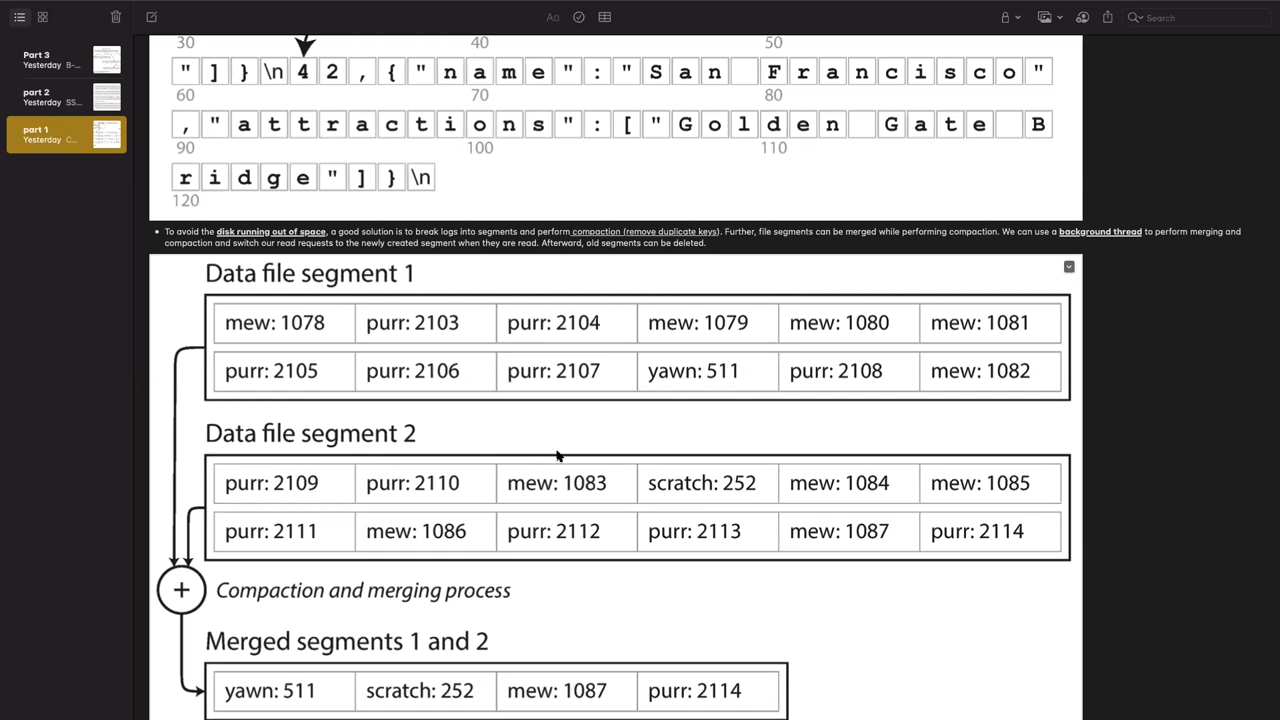 Aa
Search
Part 3
Yesterday B-...
part 2
Yesterday SS...
part 1
Yesterday C...
30 40 50
" ] } \n 4 2 , { " n a m e " : " S a n F r a n c i s c o "
60 70 80
, " a t t r a c t i o n s " : [ " G o l d e n G a t e B
90 100 110
r i d g e " ] } \n
120
• To avoid the disk running out of space, a good solution is to break logs into segments and perform compaction (remove duplicate keys). Further, file segments can be merged while performing compaction. We can use a background thread to perform merging and
compaction and switch our read requests to the newly created segment when they are read. Afterward, old segments can be deleted.
Data file segment 1
mew: 1078 purr: 2103 purr: 2104 mew: 1079 mew: 1080 mew: 1081
purr: 2105 purr: 2106 purr: 2107 yawn: 511 purr: 2108 mew: 1082
Data file segment 2
purr: 2109 purr: 2110 mew: 1083 scratch: 252 mew: 1084 mew: 1085
purr: 2111 mew: 1086 purr: 2112 purr: 2113 mew: 1087 purr: 2114
+ Compaction and merging process
Merged segments 1 and 2
yawn: 511 scratch: 252 mew: 1087 purr: 2114